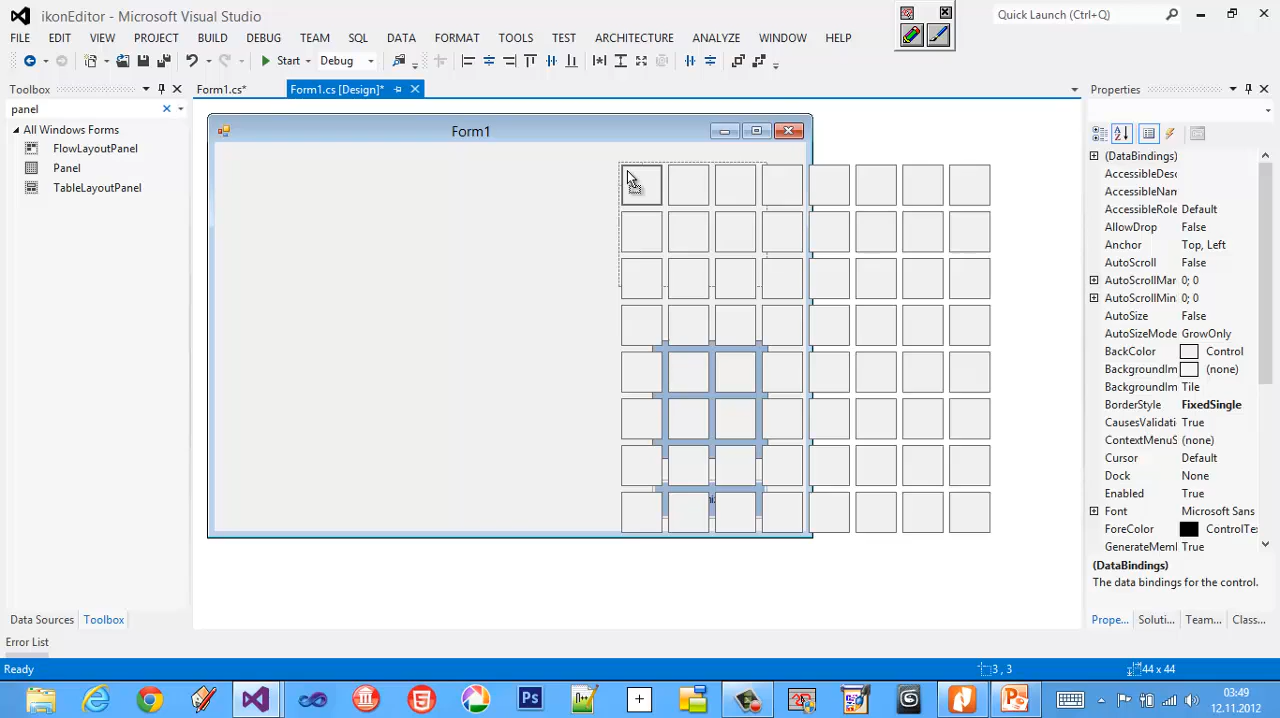 ikonEditor - Microsoft Visual Studio
Quick Launch (Ctrl+Q)
FILE EDIT VIEW PROJECT BUILD DEBUG TEAM SQL DATA FORMAT TOOLS TEST ARCHITECTURE ANALYZE WINDOW HELP
Start Debug
Toolbox
Form1.cs*
Form1.cs [Design]*
Properties
panel
All Windows Forms
FlowLayoutPanel
Panel
TableLayoutPanel
Form1
(DataBindings)
AccessibleDesc
AccessibleNam
AccessibleRole Default
AllowDrop False
Anchor Top, Left
AutoScroll False
AutoScrollMar 0; 0
AutoScrollMin 0; 0
AutoSize False
AutoSizeMode GrowOnly
BackColor Control
BackgroundIm (none)
BackgroundIm Tile
BorderStyle FixedSingle
CausesValidati True
ContextMenuS (none)
Cursor Default
Dock None
Enabled True
Font Microsoft Sans
ForeColor ControlTe
GenerateMeml True
(DataBindings)
The data bindings for the control.
Data Sources Toolbox
Prope... Soluti... Team... Class...
Error List
Ready
3 , 3
44 x 44
Ps
03:49
12.11.2012